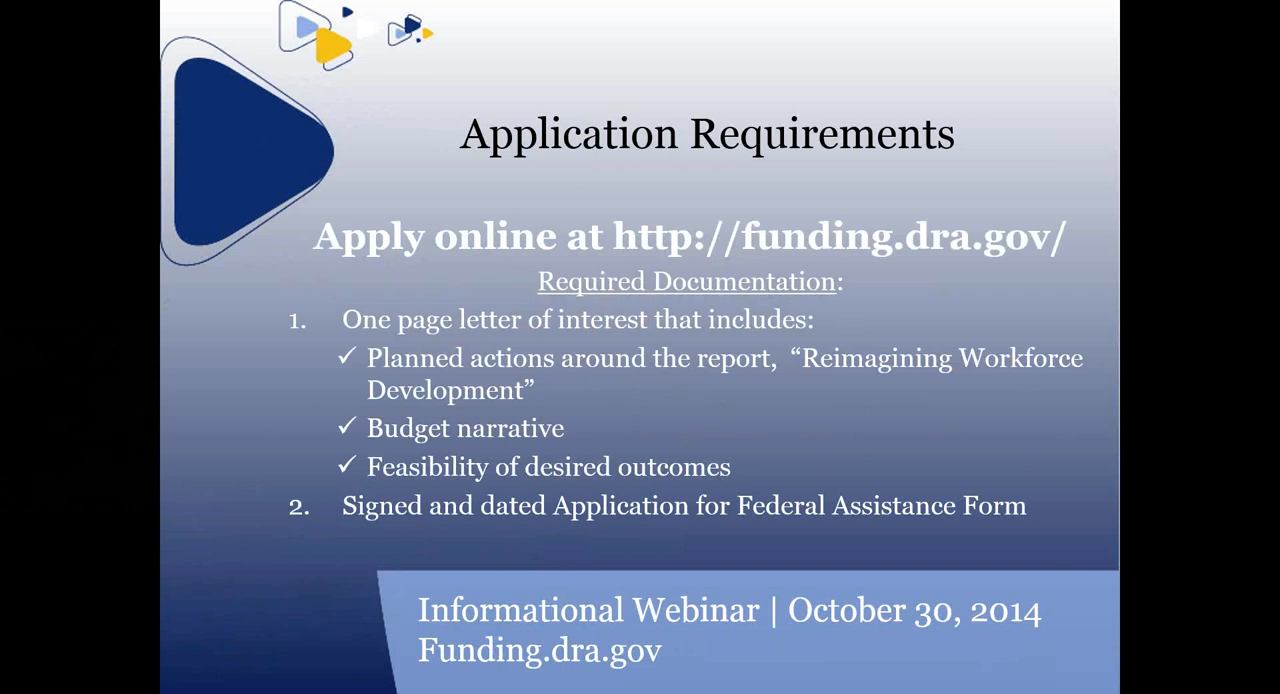 Application Requirements
Apply online at http://funding.dra.gov/
Required Documentation:
1. One page letter of interest that includes:
✓ Planned actions around the report, “Reimagining Workforce
Development”
✓ Budget narrative
✓ Feasibility of desired outcomes
2. Signed and dated Application for Federal Assistance Form
Informational Webinar | October 30, 2014
Funding.dra.gov